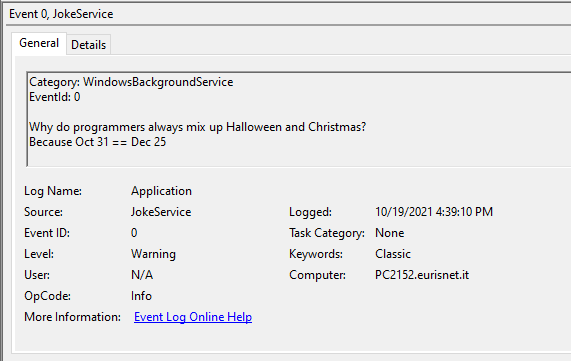 Event 0, JokeService
General Details
Category: WindowsBackgroundService
EventId: 0
Why do programmers always mix up Halloween and Christmas?
Because Oct 31 == Dec 25
Log Name: Application
Source: JokeService Logged: 10/19/2021 4:39:10 PM
Event ID: 0 Task Category: None
Level: Warning Keywords: Classic
User: N/A Computer: PC2152.eurisnet.it
OpCode: Info
More Information: Event Log Online Help